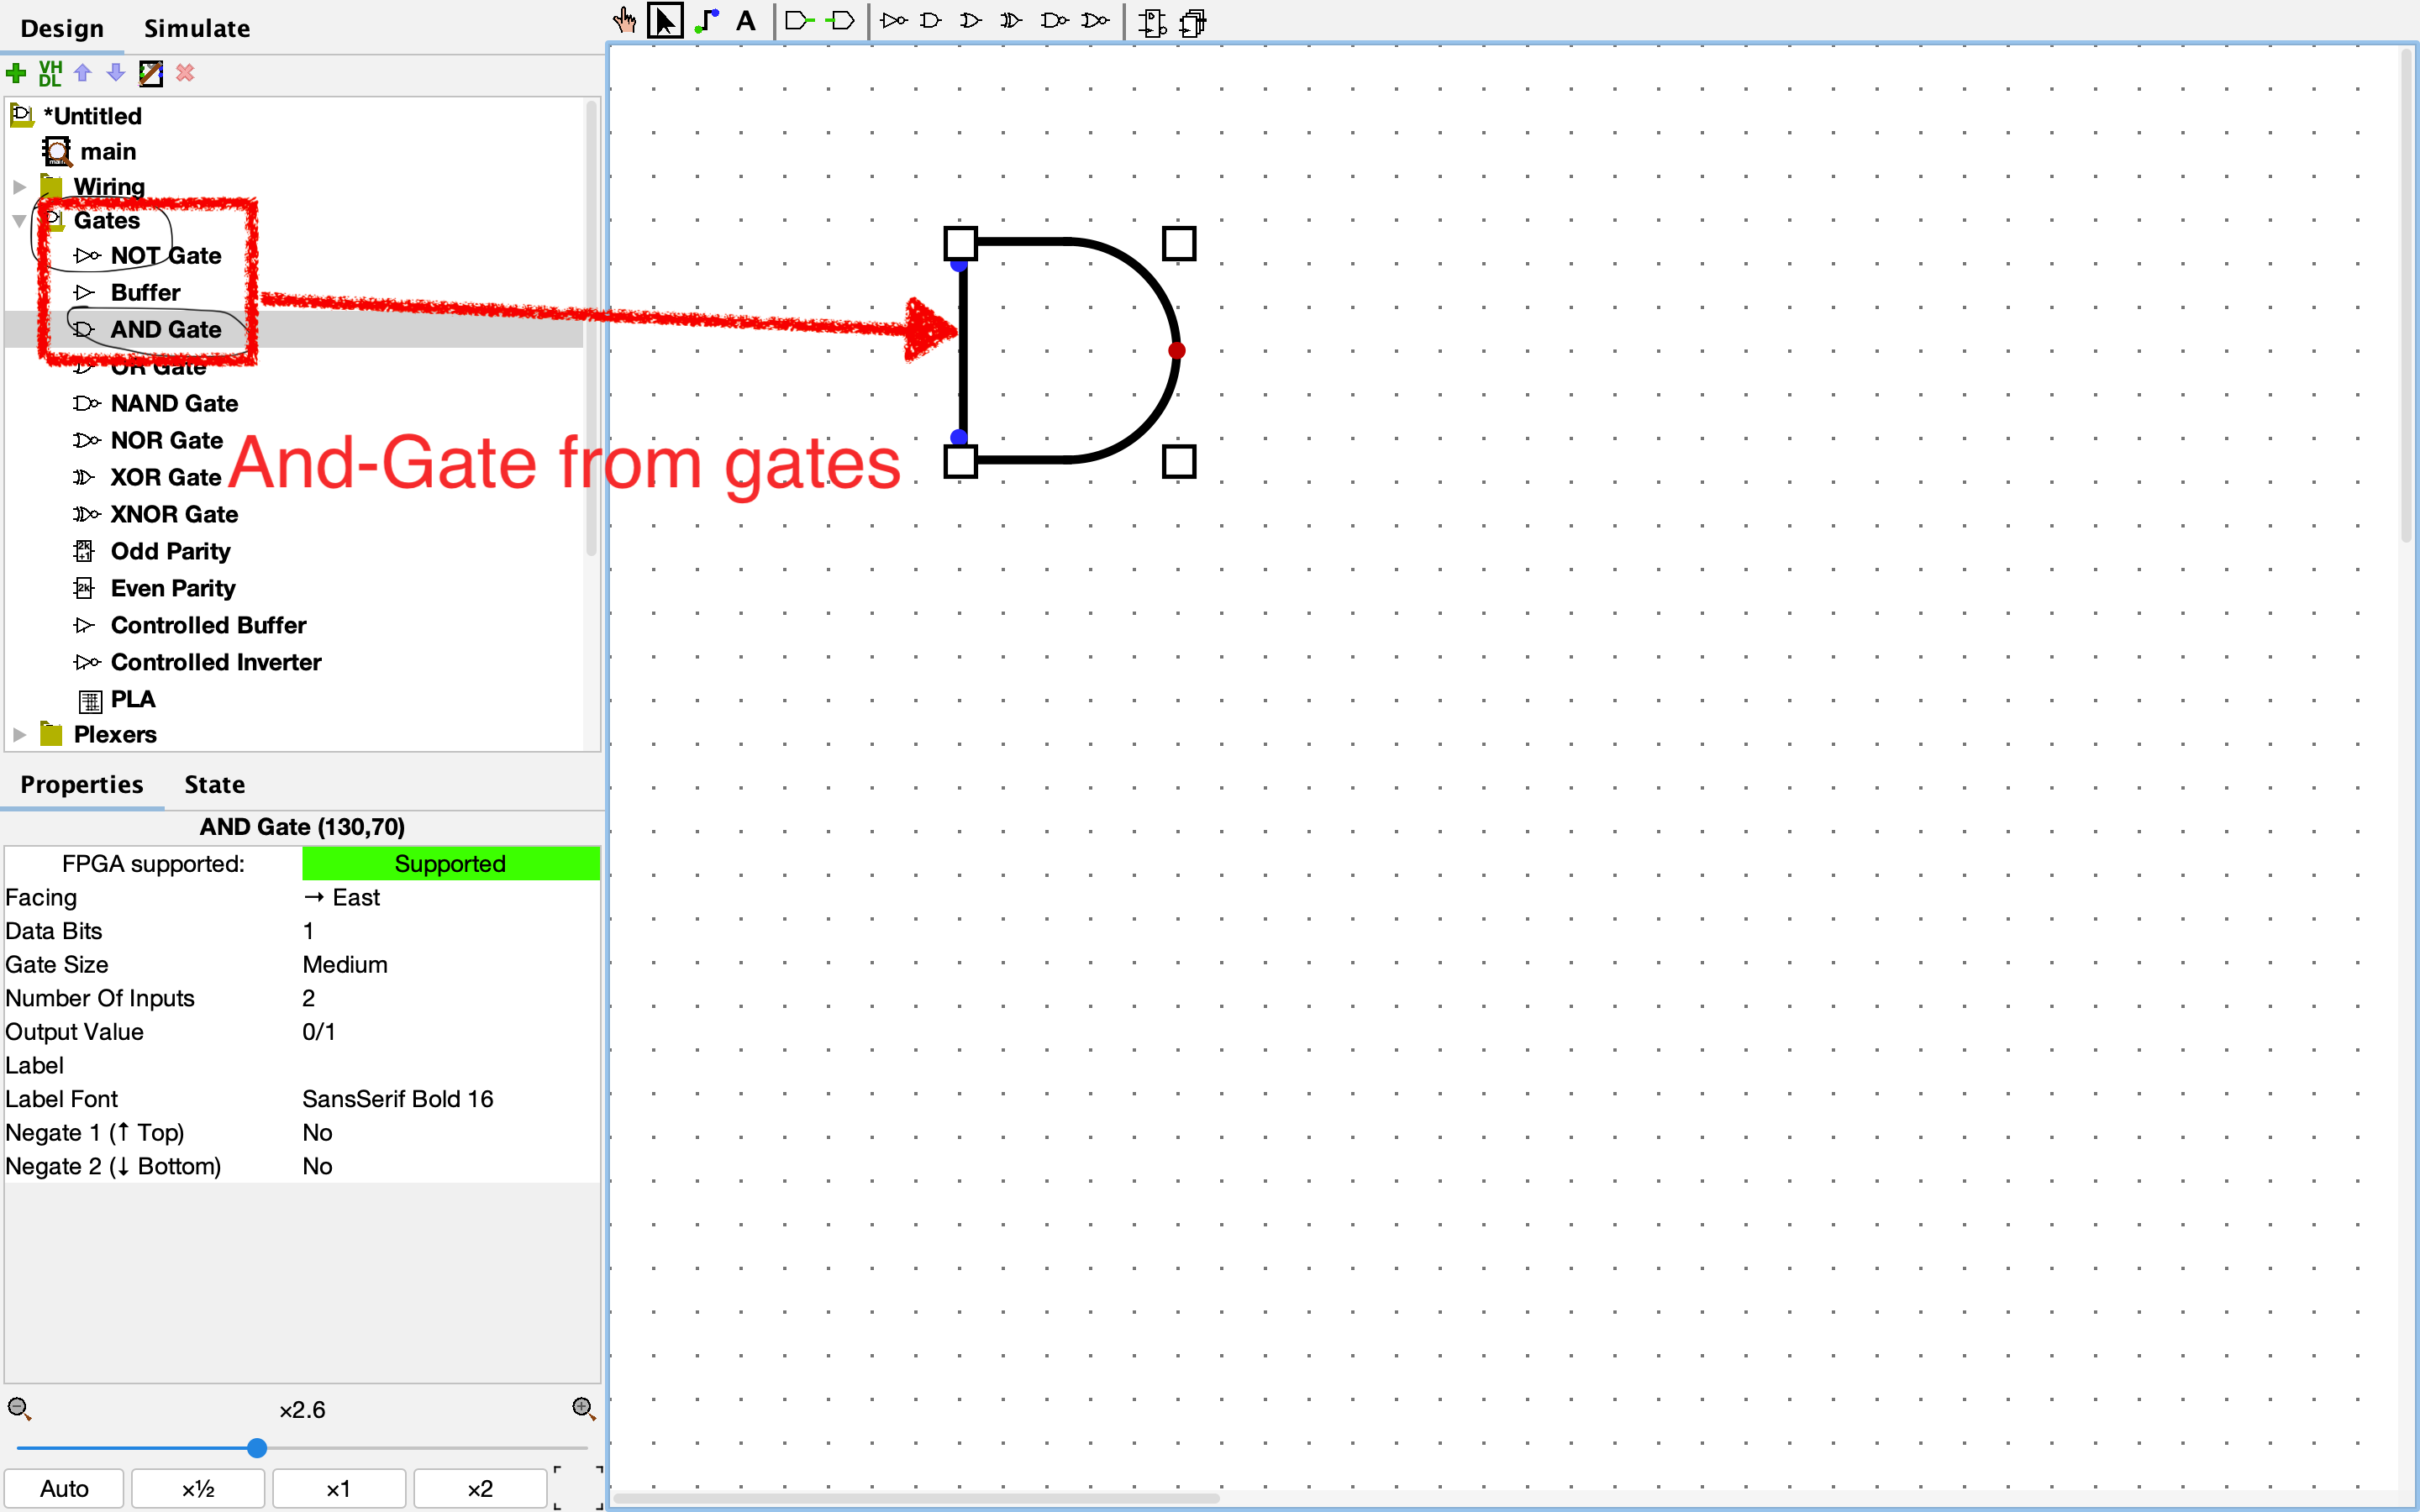 Design Simulate
A
VH
DL
*Untitled
main
Wiring
Gates
NOT Gate
Buffer
AND Gate
OR Gate
NAND Gate
NOR Gate
And-Gate from gates
XOR Gate
XNOR Gate
Odd Parity
Even Parity
Controlled Buffer
Controlled Inverter
PLA
Plexers
Properties State
AND Gate (130,70)
FPGA supported: Supported
Facing → East
Data Bits 1
Gate Size Medium
Number Of Inputs 2
Output Value 0/1
Label
Label Font SansSerif Bold 16
Negate 1 (↑ Top) No
Negate 2 (↓ Bottom) No
×2.6
Auto ×½ ×1 ×2